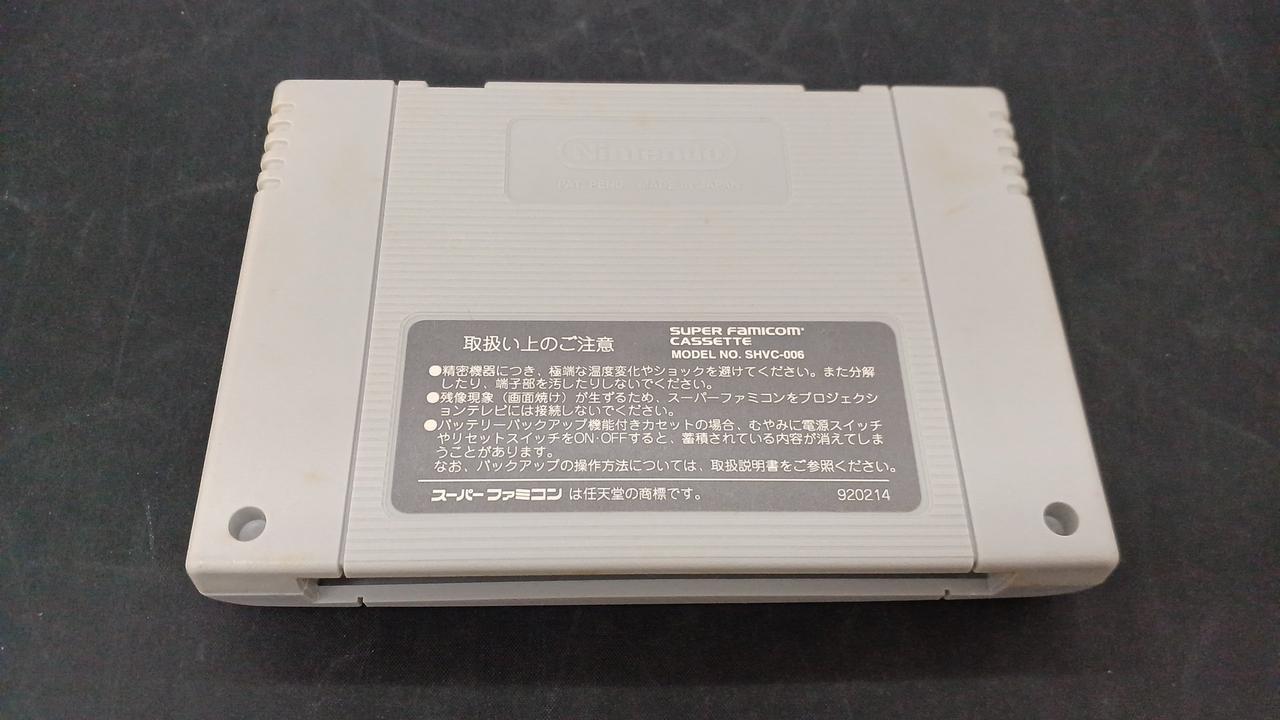 Nintendo
PAT. PEND. MADE IN JAPAN
取扱い上のご注意
SUPER FAMICOM
CASSETTE
MODEL NO. SHVC-006
●精密機器につき、極端な温度変化やショックを避けてください。また分解
したり、端子部を汚したりしないでください。
●残像現象（画面焼け）が生ずるため、スーパーファミコンをプロジェクシ
ョンテレビには接続しないでください。
●バッテリーバックアップ機能付きカセットの場合、むやみに電源スイッチ
やリセットスイッチをON·OFFすると、蓄積されている内容が消えてしま
うことがあります。
なお、バックアップの操作方法については、取扱説明書をご参照ください。
スーパーファミコン は任天堂の商標です。
920214